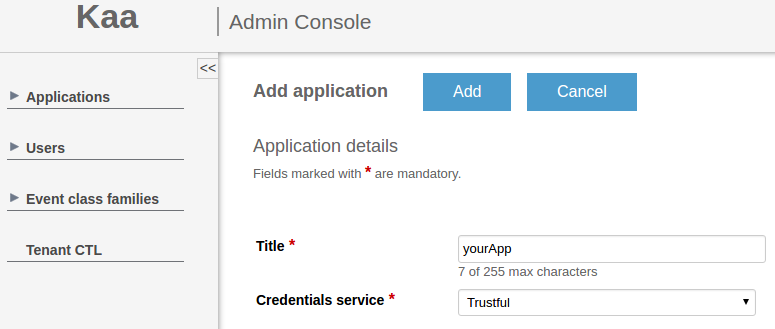 Kaa
Admin Console
<<
Applications
Users
Event class families
Tenant CTL
Add application
Add
Cancel
Application details
Fields marked with * are mandatory.
Title *
yourApp
7 of 255 max characters
Credentials service *
Trustful